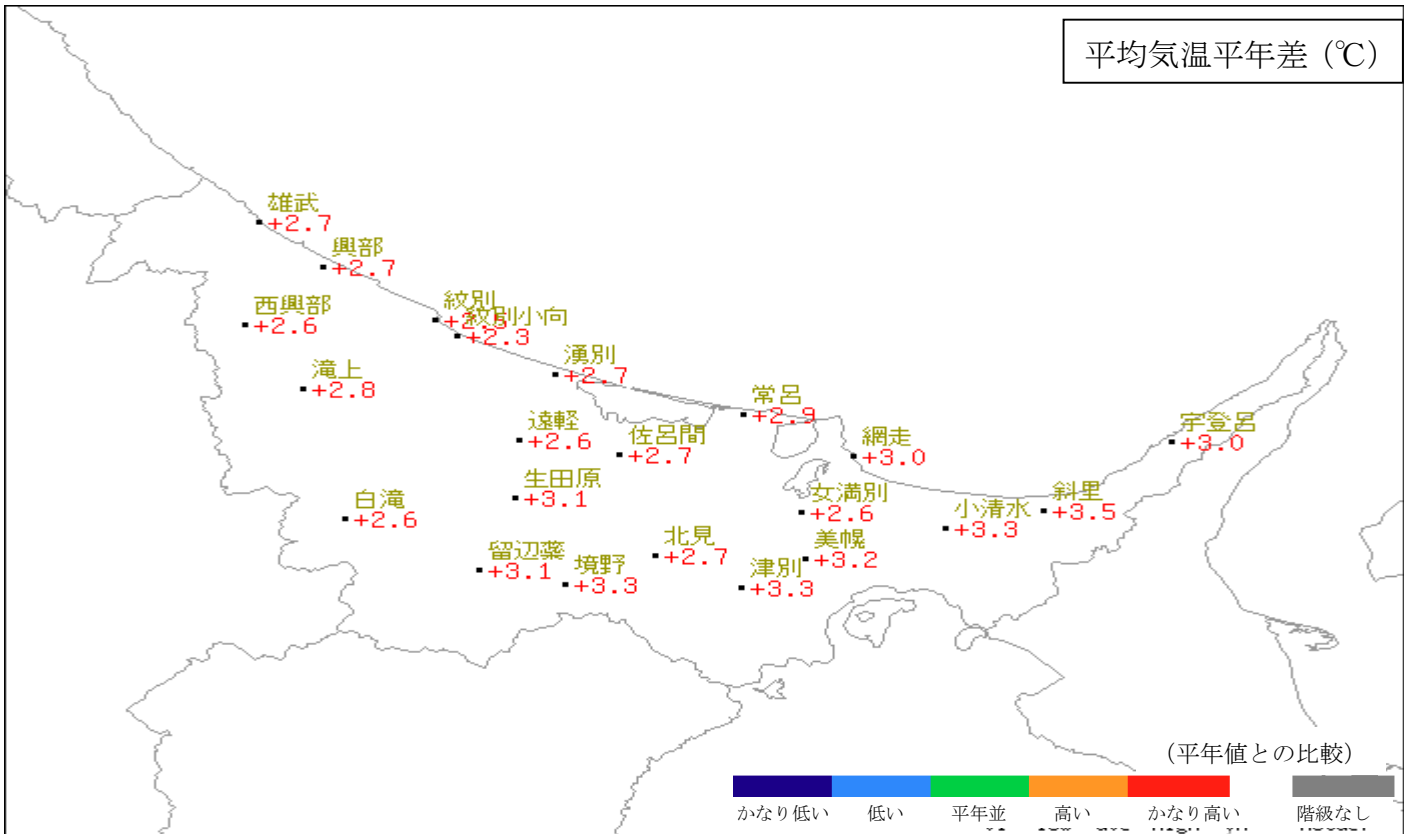 平均気温平年差（℃）
雄武
+2.7
興部
+2.7
西興部
+2.6
紋別
+2.5
紋別小向
+2.3
滝上
+2.8
湧別
+2.7
常呂
+2.9
遠軽
+2.6
佐呂間
+2.7
網走
+3.0
宇登呂
+3.0
生田原
+3.1
白滝
+2.6
女満別
+2.6
小清水
+3.3
斜里
+3.5
留辺蘂
+3.1
境野
+3.3
北見
+2.7
美幌
+3.2
津別
+3.3
（平年値との比較）
かなり低い 低い 平年並 高い かなり高い 階級なし